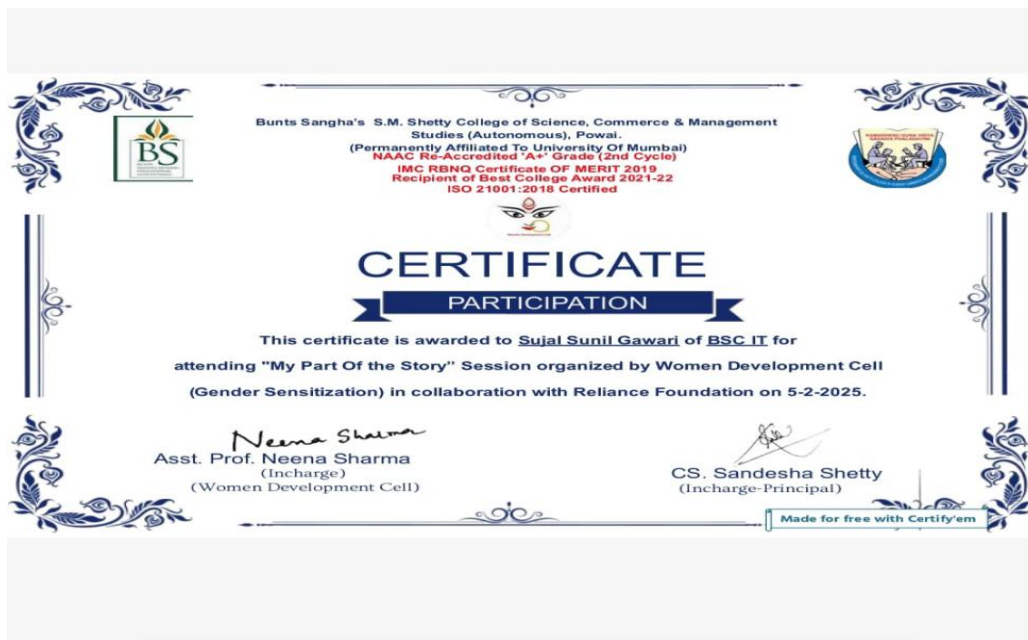 Bunts Sangha's S.M. Shetty College of Science, Commerce & Management
Studies (Autonomous), Powai.
(Permanently Affiliated To University Of Mumbai)
NAAC Re-Accredited 'A+' Grade (2nd Cycle)
IMC RBNQ Certificate OF MERIT 2019
Recipient of Best College Award 2021-22
ISO 21001:2018 Certified
BS
CERTIFICATE
PARTICIPATION
This certificate is awarded to Sujal Sunil Gawari of BSC IT for
attending "My Part Of the Story" Session organized by Women Development Cell
(Gender Sensitization) in collaboration with Reliance Foundation on 5-2-2025.
Neena Sharma
Asst. Prof. Neena Sharma
(Incharge)
(Women Development Cell)
CS. Sandesha Shetty
(Incharge-Principal)
Made for free with Certify'em